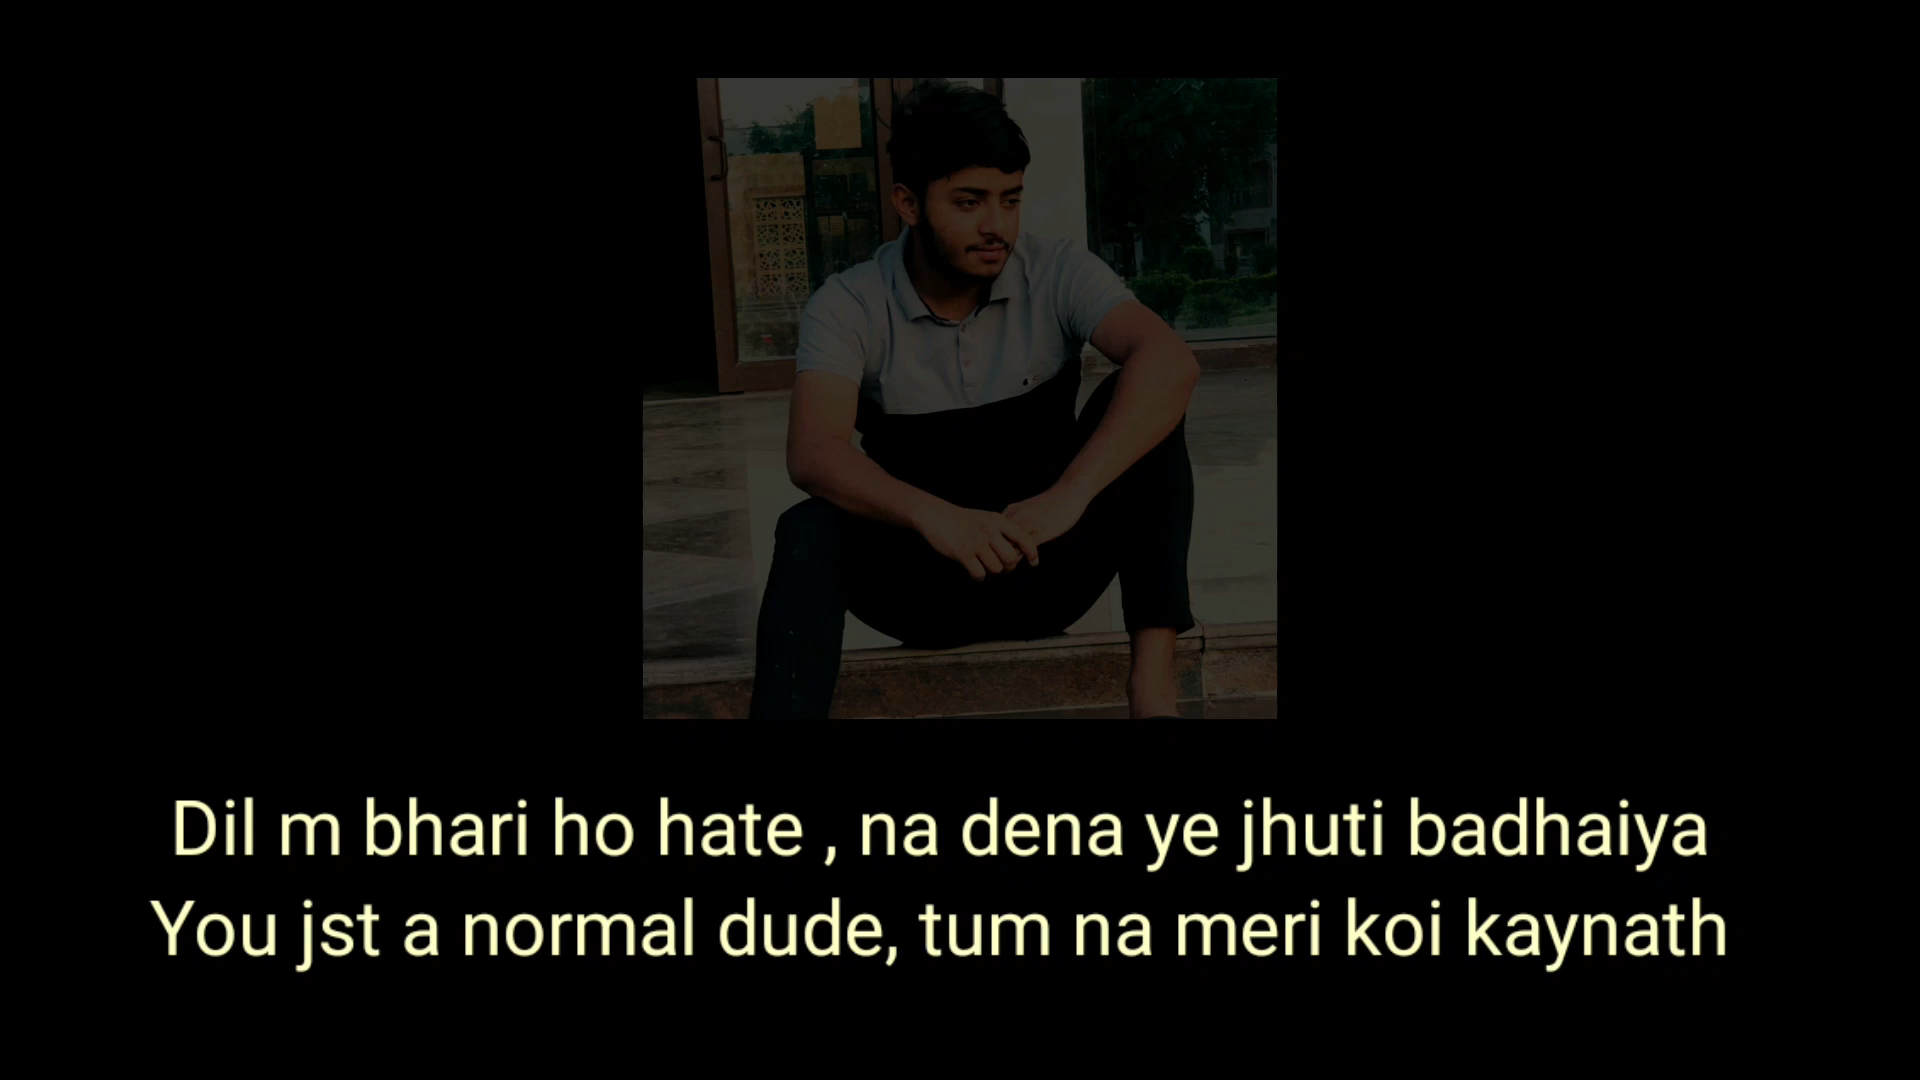 Dil m bhari ho hate , na dena ye jhuti badhaiya
You jst a normal dude, tum na meri koi kaynath